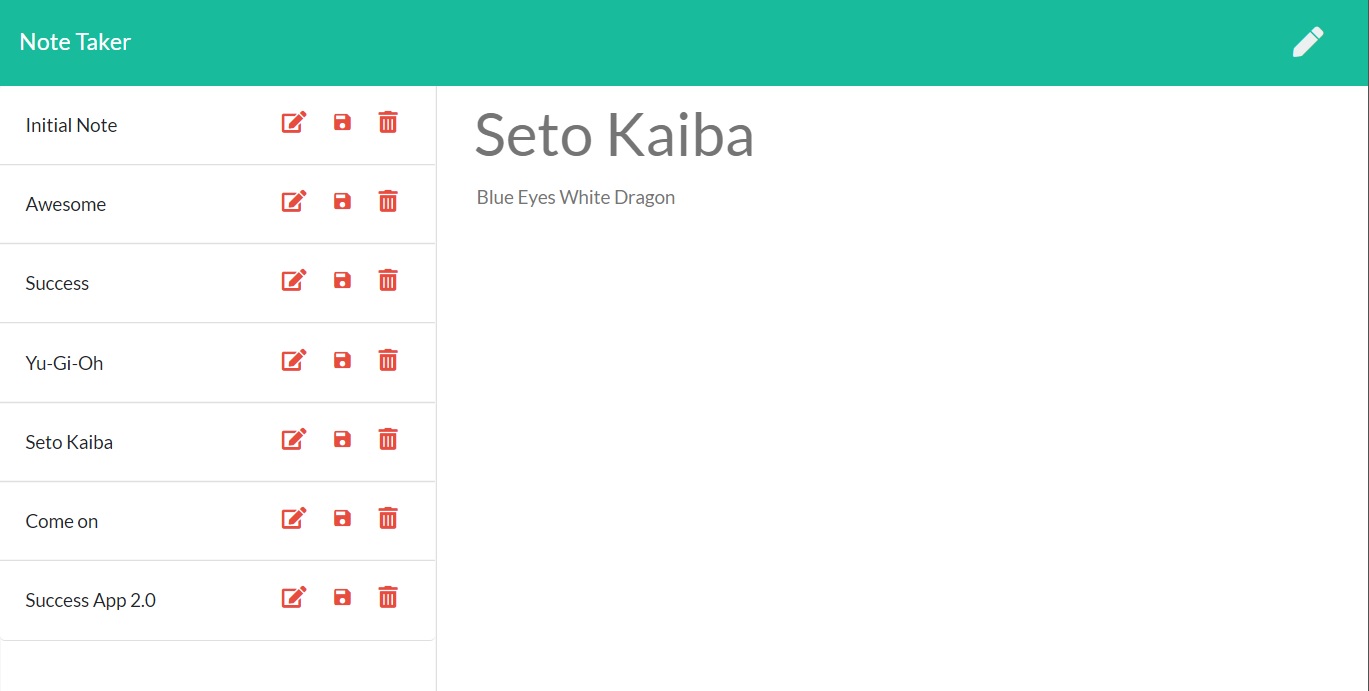 Note Taker
Initial Note
Awesome
Success
Yu-Gi-Oh
Seto Kaiba
Come on
Success App 2.0
Seto Kaiba
Blue Eyes White Dragon